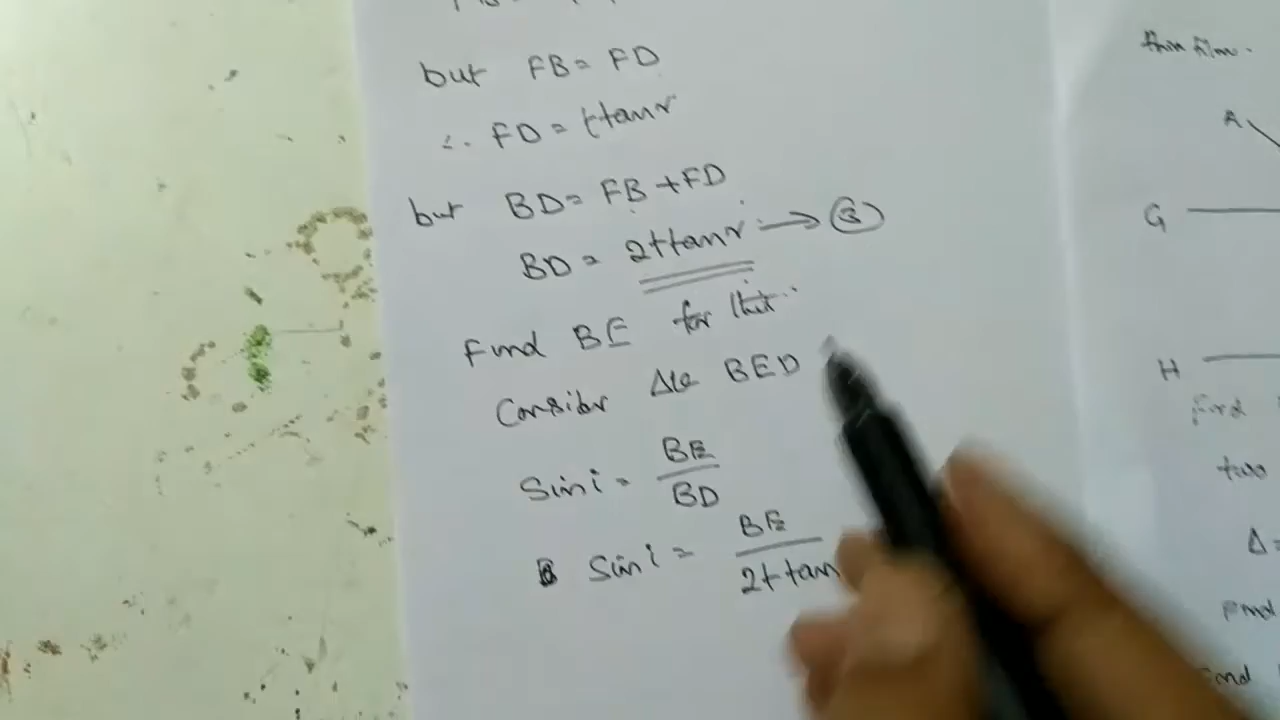 but FB = FD
∴ FD = t tan r
but BD = FB + FD
BD = 2t tan r → ③
Find BE for that
Consider Δle BED
Sin i = BE/BD
Sin i = BE/2t tan
thin film.
A
G
H
Find
two
Δ =
Find
Find